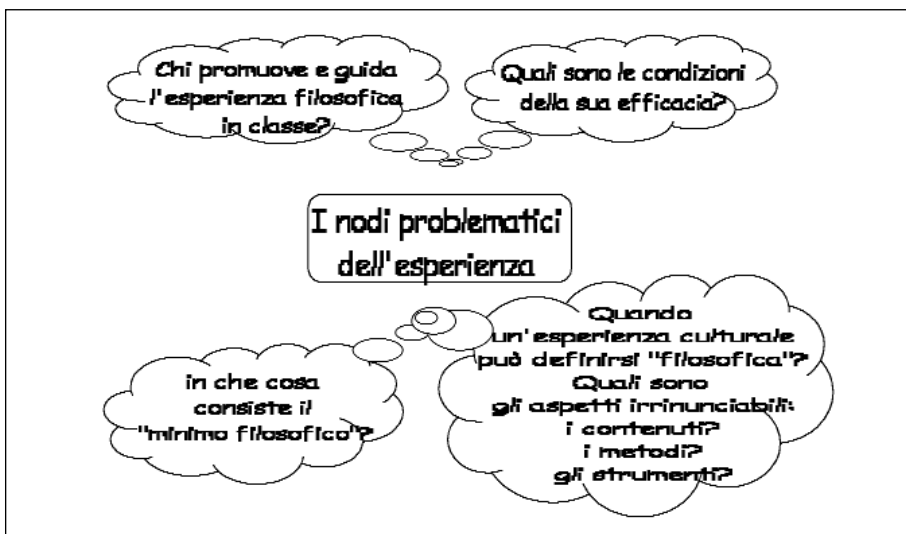 Chi promuove e guida
l'esperienza filosofica
in classe?
Quali sono le condizioni
della sua efficacia?
I nodi problematici
dell'esperienza
in che cosa
consiste il
"minimo filosofico"?
Quando
un'esperienza culturale
può definirsi "filosofica"?
Quali sono
gli aspetti irrinunciabili:
i contenuti?
i metodi?
gli strumenti?